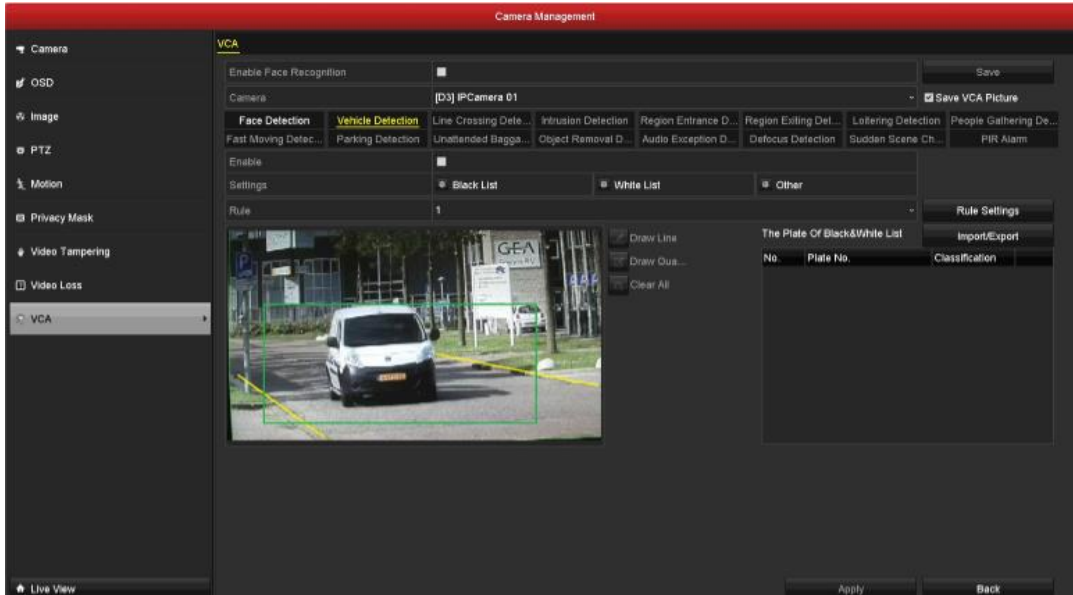 Camera Management
Camera
OSD
Image
PTZ
Motion
Privacy Mask
Video Tampering
Video Loss
VCA
Live View
VCA
Enable Face Recognition
Save
Camera
[D3] IPCamera 01
Save VCA Picture
Face Detection Vehicle Detection Line Crossing Dete... Intrusion Detection Region Entrance D... Region Exiting Det... Loitering Detection People Gathering De...
Fast Moving Detec... Parking Detection Unattended Bagga... Object Removal D... Audio Exception D... Defocus Detection Sudden Scene Ch... PIR Alarm
Enable
Settings Black List White List Other
Rule 1 Rule Settings
GEA
P
Draw Line
Draw Qua...
Clear All
The Plate Of Black&White List Import/Export
No. Plate No. Classification
Apply Back